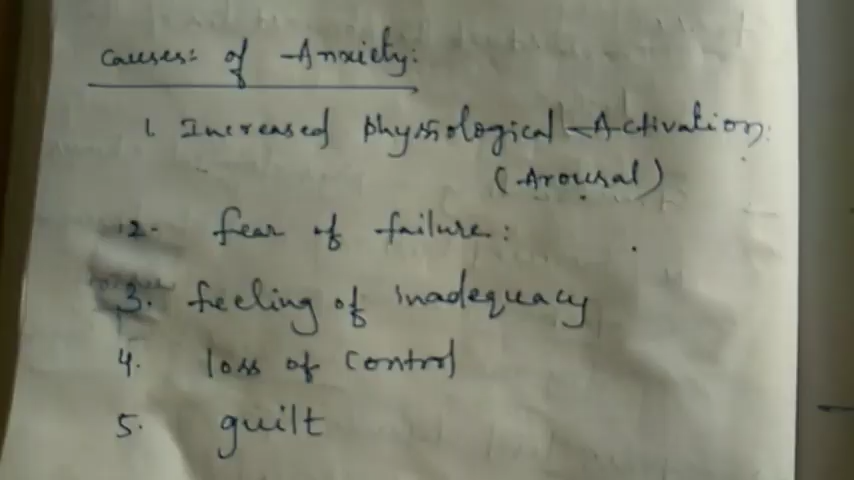 Causes: of Anxiety:
1. Increased physiological Activation:
(Arousal)
2. fear of failure:
3. feeling of inadequacy
4. loss of control
5. guilt